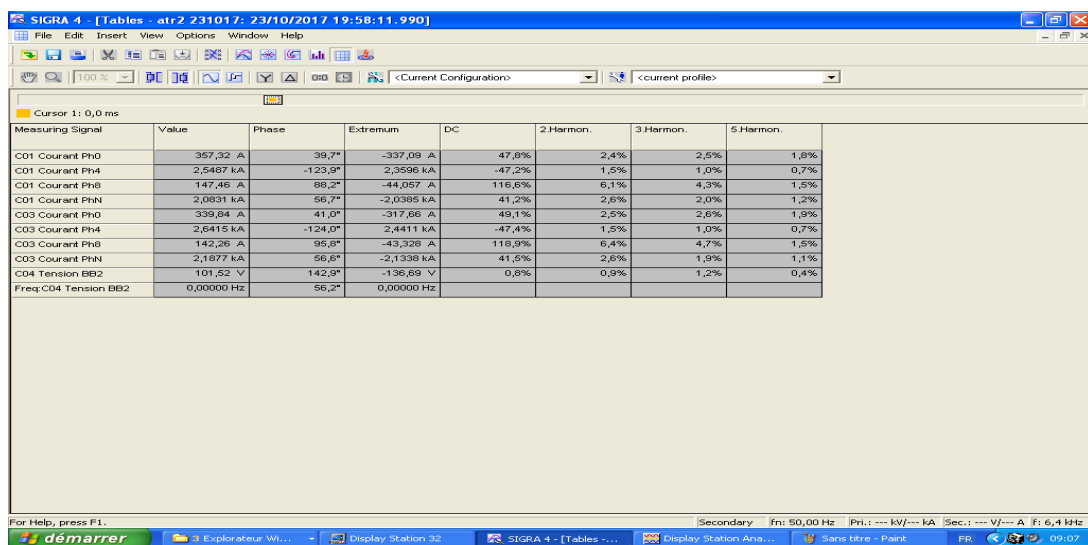 SIGRA 4 - [Tables - atr2 231017: 23/10/2017 19:58:11.990]
File Edit Insert View Options Window Help
100 % <Current Configuration> <current profile>
Cursor 1: 0,0 ms
Measuring Signal Value Phase Extremum DC 2.Harmon. 3.Harmon. 5.Harmon.
C01 Courant Ph0 357,32 A 39,7° -337,09 A 47,8% 2,4% 2,5% 1,8%
C01 Courant Ph4 2,5487 kA -123,9° 2,3596 kA -47,2% 1,5% 1,0% 0,7%
C01 Courant Ph8 147,46 A 88,2° -44,057 A 116,6% 6,1% 4,3% 1,5%
C01 Courant PhN 2,0831 kA 56,7° -2,0385 kA 41,2% 2,6% 2,0% 1,2%
C03 Courant Ph0 339,84 A 41,0° -317,66 A 49,1% 2,5% 2,6% 1,9%
C03 Courant Ph4 2,6415 kA -124,0° 2,4411 kA -47,4% 1,5% 1,0% 0,7%
C03 Courant Ph8 142,26 A 95,8° -43,328 A 118,9% 6,4% 4,7% 1,5%
C03 Courant PhN 2,1877 kA 56,6° -2,1338 kA 41,5% 2,6% 1,9% 1,1%
C04 Tension BB2 101,52 V 142,9° -136,69 V 0,8% 0,9% 1,2% 0,4%
Freq:C04 Tension BB2 0,00000 Hz 56,2° 0,00000 Hz
For Help, press F1. Secondary fn: 50,00 Hz Pri.: --- kV/--- kA Sec.: --- V/--- A f: 6,4 kHz
démarrer 3 Explorateur Wi... Display Station 32 SIGRA 4 - [Tables -... Display Station Ana... Sans titre - Paint FR 09:07